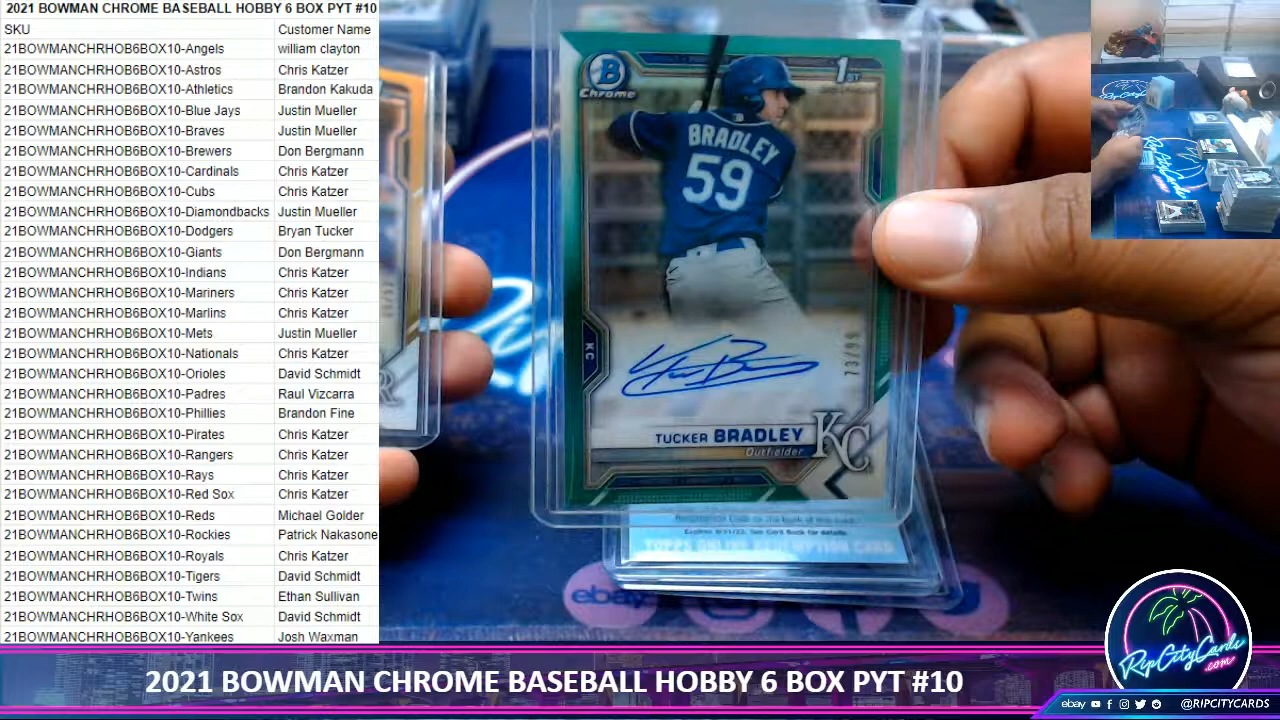 2021 BOWMAN CHROME BASEBALL HOBBY 6 BOX PYT #10
SKU Customer Name
21BOWMANCHRHOB6BOX10-Angels william clayton
21BOWMANCHRHOB6BOX10-Astros Chris Katzer
21BOWMANCHRHOB6BOX10-Athletics Brandon Kakuda
21BOWMANCHRHOB6BOX10-Blue Jays Justin Mueller
21BOWMANCHRHOB6BOX10-Braves Justin Mueller
21BOWMANCHRHOB6BOX10-Brewers Don Bergmann
21BOWMANCHRHOB6BOX10-Cardinals Chris Katzer
21BOWMANCHRHOB6BOX10-Cubs Chris Katzer
21BOWMANCHRHOB6BOX10-Diamondbacks Justin Mueller
21BOWMANCHRHOB6BOX10-Dodgers Bryan Tucker
21BOWMANCHRHOB6BOX10-Giants Don Bergmann
21BOWMANCHRHOB6BOX10-Indians Chris Katzer
21BOWMANCHRHOB6BOX10-Mariners Chris Katzer
21BOWMANCHRHOB6BOX10-Marlins Chris Katzer
21BOWMANCHRHOB6BOX10-Mets Justin Mueller
21BOWMANCHRHOB6BOX10-Nationals Chris Katzer
21BOWMANCHRHOB6BOX10-Orioles David Schmidt
21BOWMANCHRHOB6BOX10-Padres Raul Vizcarra
21BOWMANCHRHOB6BOX10-Phillies Brandon Fine
21BOWMANCHRHOB6BOX10-Pirates Chris Katzer
21BOWMANCHRHOB6BOX10-Rangers Chris Katzer
21BOWMANCHRHOB6BOX10-Rays Chris Katzer
21BOWMANCHRHOB6BOX10-Red Sox Chris Katzer
21BOWMANCHRHOB6BOX10-Reds Michael Golder
21BOWMANCHRHOB6BOX10-Rockies Patrick Nakasone
21BOWMANCHRHOB6BOX10-Royals Chris Katzer
21BOWMANCHRHOB6BOX10-Tigers David Schmidt
21BOWMANCHRHOB6BOX10-Twins Ethan Sullivan
21BOWMANCHRHOB6BOX10-White Sox David Schmidt
21BOWMANCHRHOB6BOX10-Yankees Josh Waxman
B
Chrome
1ST
BRADLEY
59
KC
73/99
TUCKER BRADLEY
Outfielder
KC
ebay
2021 BOWMAN CHROME BASEBALL HOBBY 6 BOX PYT #10
RipCityCards
.com
ebay @RIPCITYCARDS